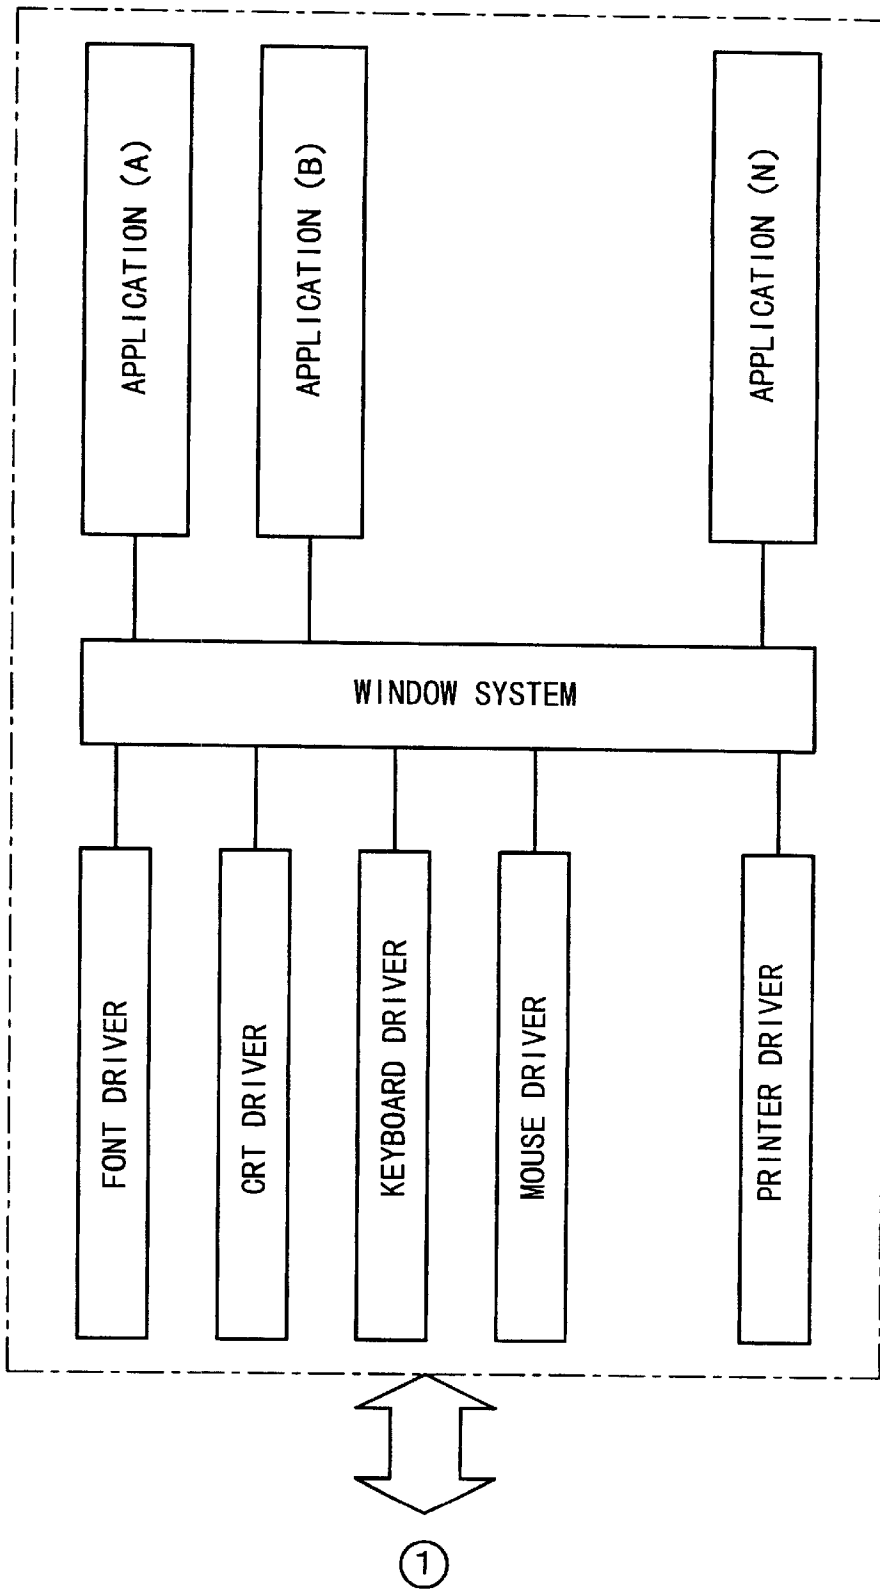 APPLICATION (A)
APPLICATION (B)
APPLICATION (N)
WINDOW SYSTEM
FONT DRIVER
CRT DRIVER
KEYBOARD DRIVER
MOUSE DRIVER
PRINTER DRIVER
1